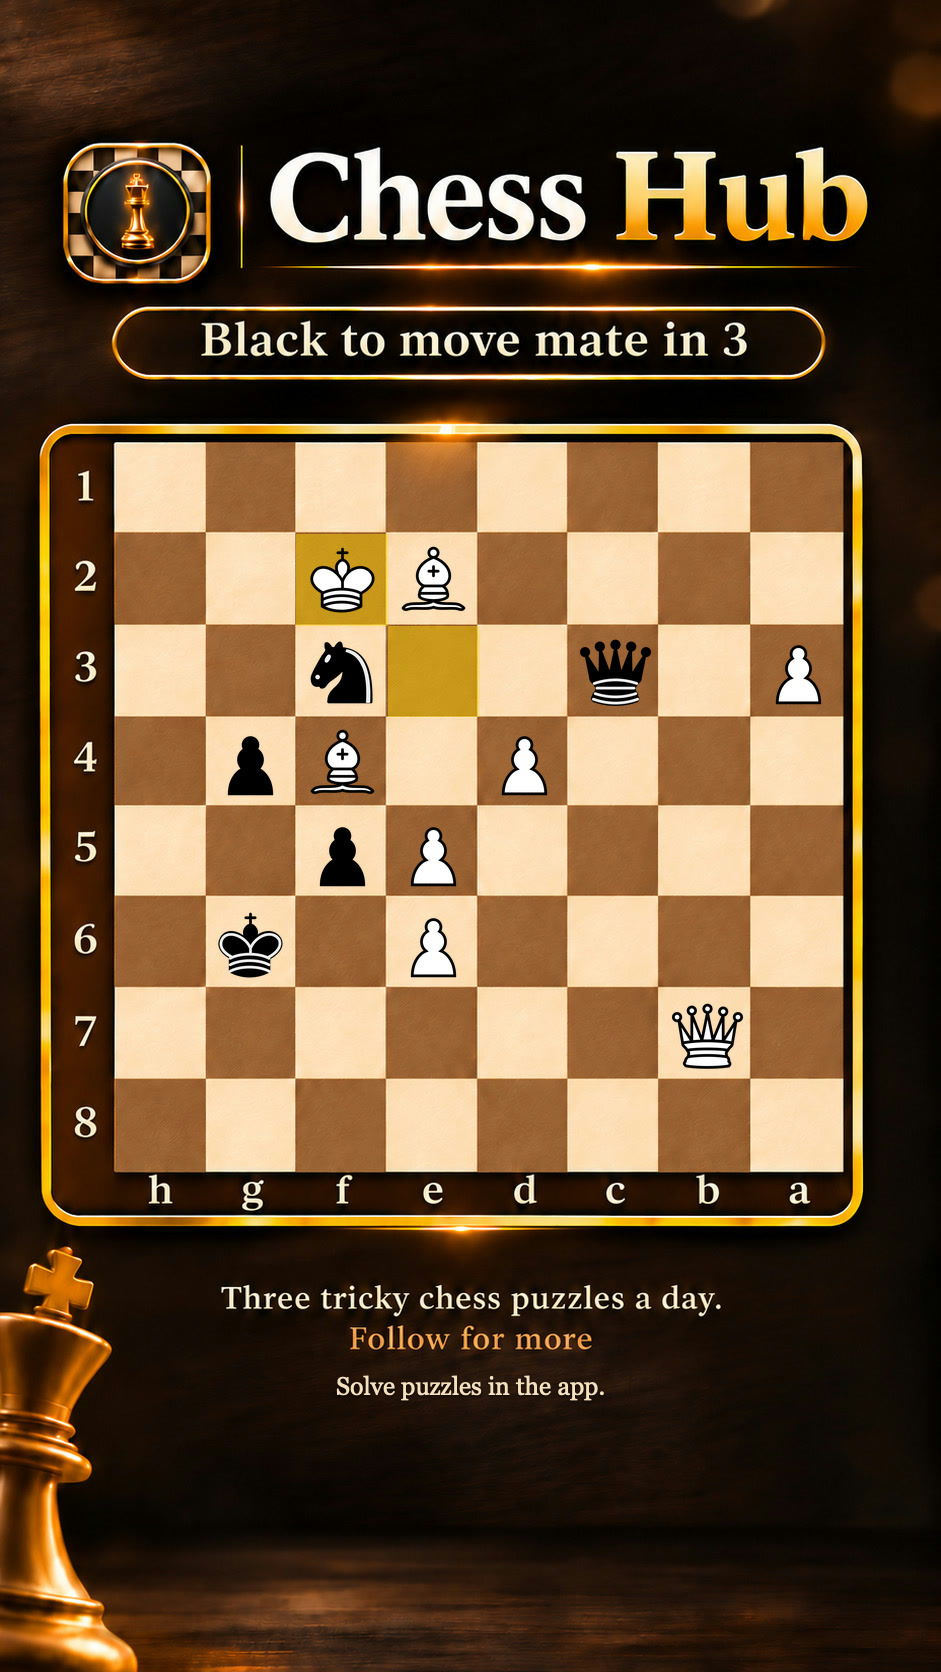 Chess Hub
Black to move mate in 3
1
2
3
4
5
6
7
8
h g f e d c b a
Three tricky chess puzzles a day.
Follow for more
Solve puzzles in the app.